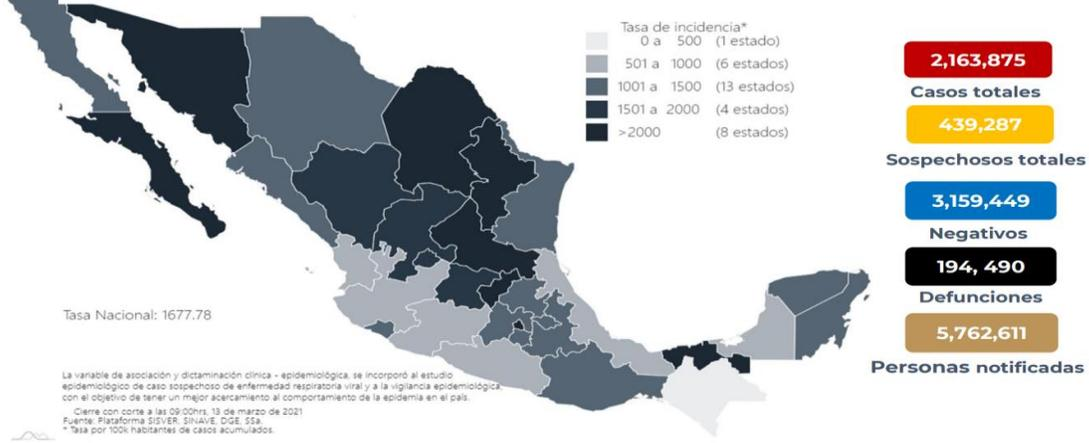 Tasa de incidencia*
0 a 500 (1 estado)
501 a 1000 (6 estados)
1001 a 1500 (13 estados)
1501 a 2000 (4 estados)
>2000 (8 estados)
2,163,875
Casos totales
439,287
Sospechosos totales
3,159,449
Negativos
194, 490
Defunciones
5,762,611
Personas notificadas
Tasa Nacional: 1677.78
La variable de asociación y dictaminación clínica - epidemiológica, se incorporó al estudio
epidemiológico de caso sospechoso de enfermedad respiratoria viral y a la vigilancia epidemiológica,
con el objetivo de tener un mejor acercamiento al comportamiento de la epidemia en el país.
Cierre con corte a las 09:00hrs, 13 de marzo de 2021
Fuente: Plataforma SISVER, SINAVE, DGE, SSa.
* Tasa por 100k habitantes de casos acumulados.